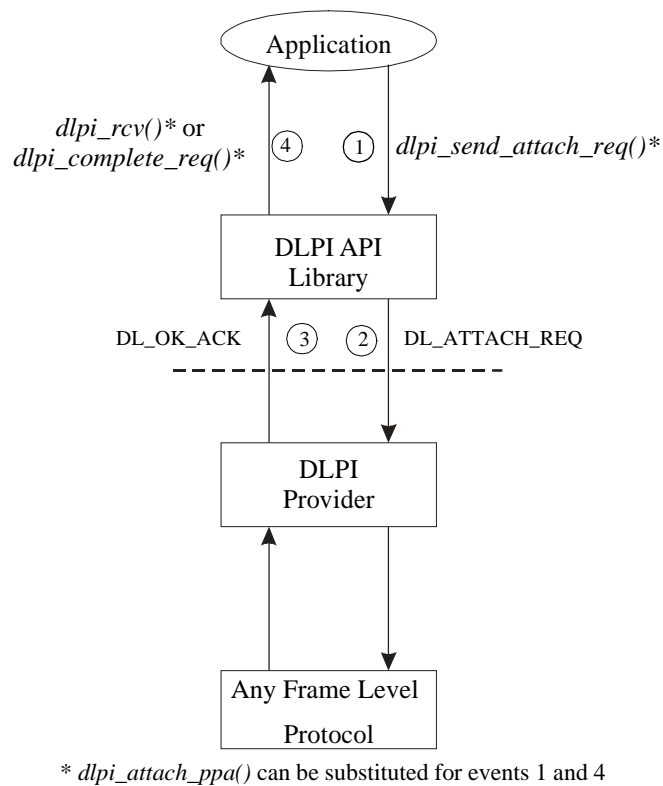 Application
dlpi_rcv()* or
dlpi_complete_req()*
4
1
dlpi_send_attach_req()*
DLPI API
Library
DL_OK_ACK
3
2
DL_ATTACH_REQ
DLPI
Provider
Any Frame Level
Protocol
* dlpi_attach_ppa() can be substituted for events 1 and 4